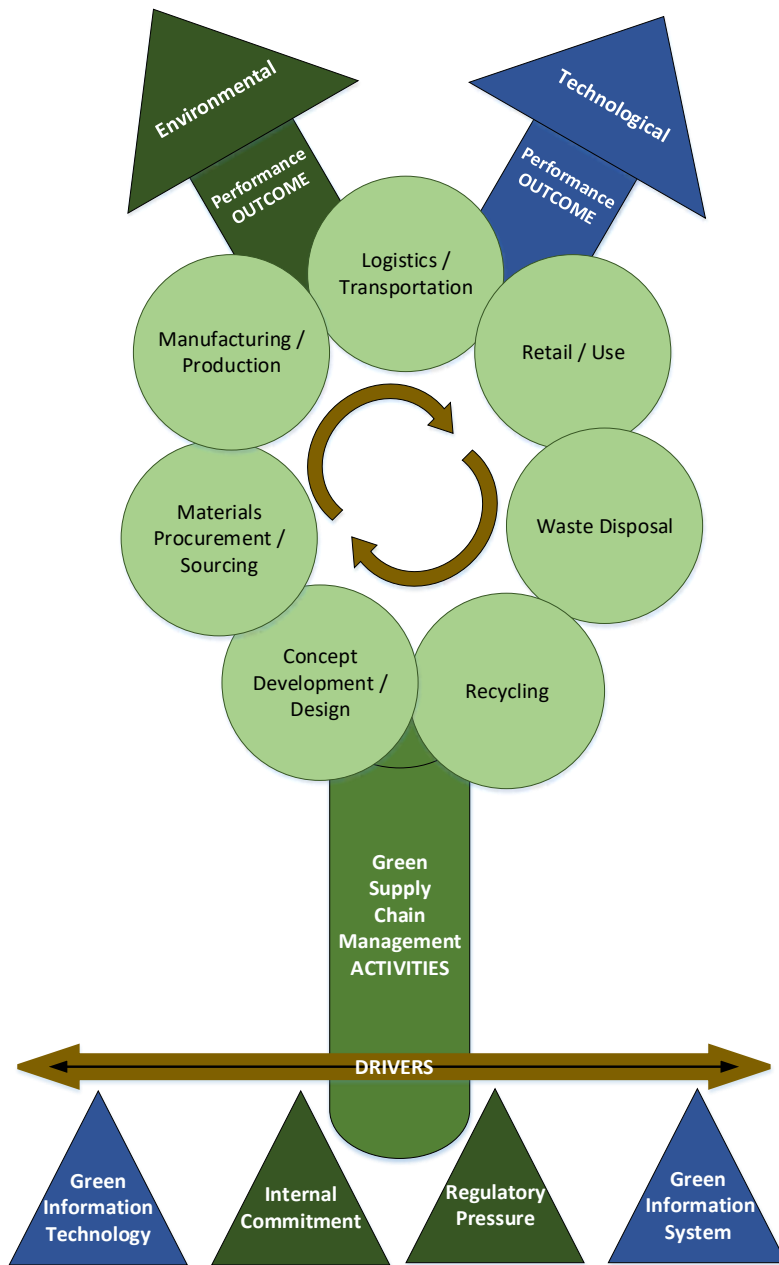 Environmental
Performance
OUTCOME
Technological
Performance
OUTCOME
Logistics /
Transportation
Manufacturing /
Production
Retail / Use
Materials
Procurement /
Sourcing
Waste Disposal
Concept
Development /
Design
Recycling
Green
Supply
Chain
Management
ACTIVITIES
DRIVERS
Green
Information
Technology
Internal
Commitment
Regulatory
Pressure
Green
Information
System